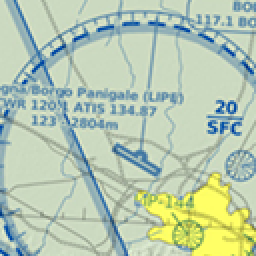 BO
117.1 BO
gna/Borgo Panigale (LIPE)
TWR 120.1 ATIS 134.87
123 2804m
20
SFC
LIP-144